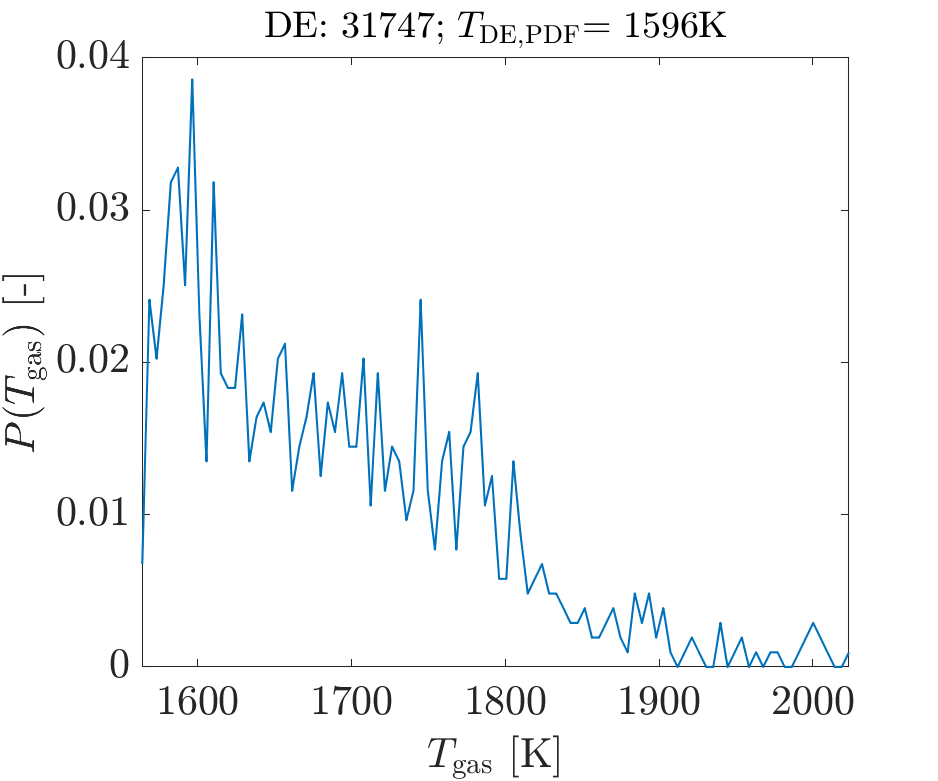 DE: 31747; T_DE,PDF= 1596K
0.04
0.03
0.02
0.01
0
P(T_gas) [-]
1600 1700 1800 1900 2000
T_gas [K]